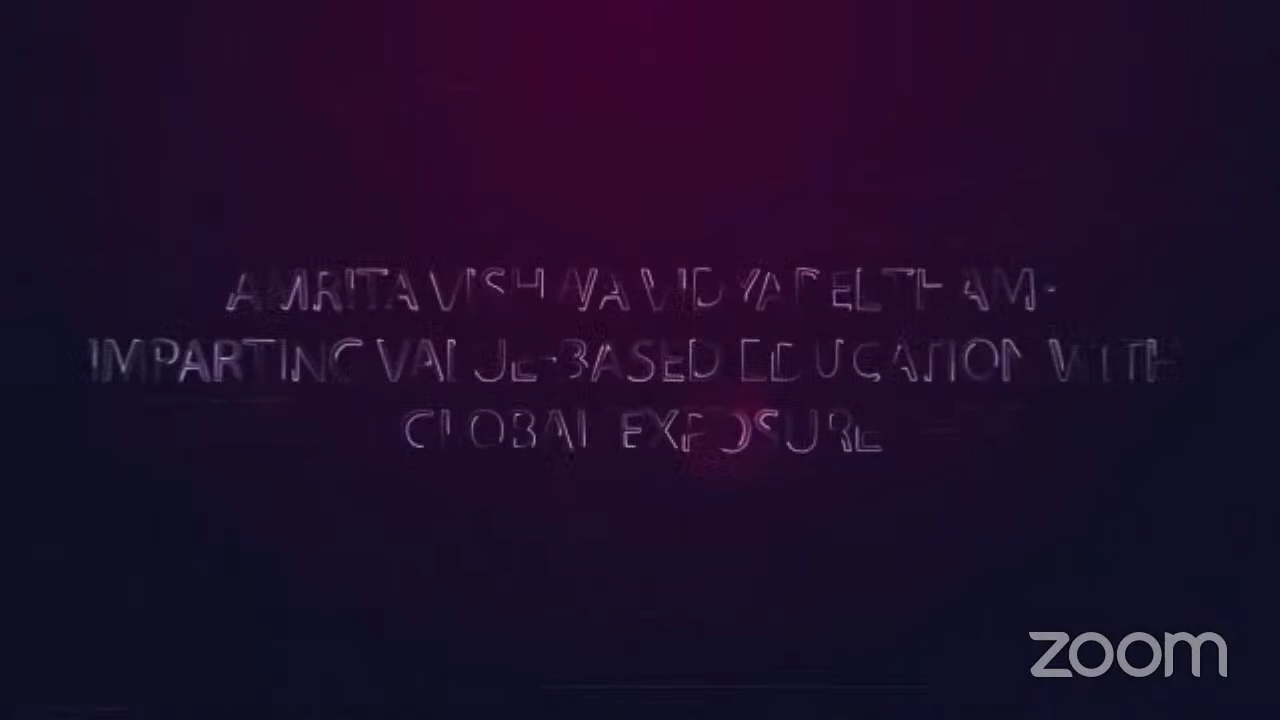 AMRITA VISHWA VIDYAPEETHAM-
IMPARTING VALUE-BASED EDUCATION WITH
GLOBAL EXPOSURE
zoom